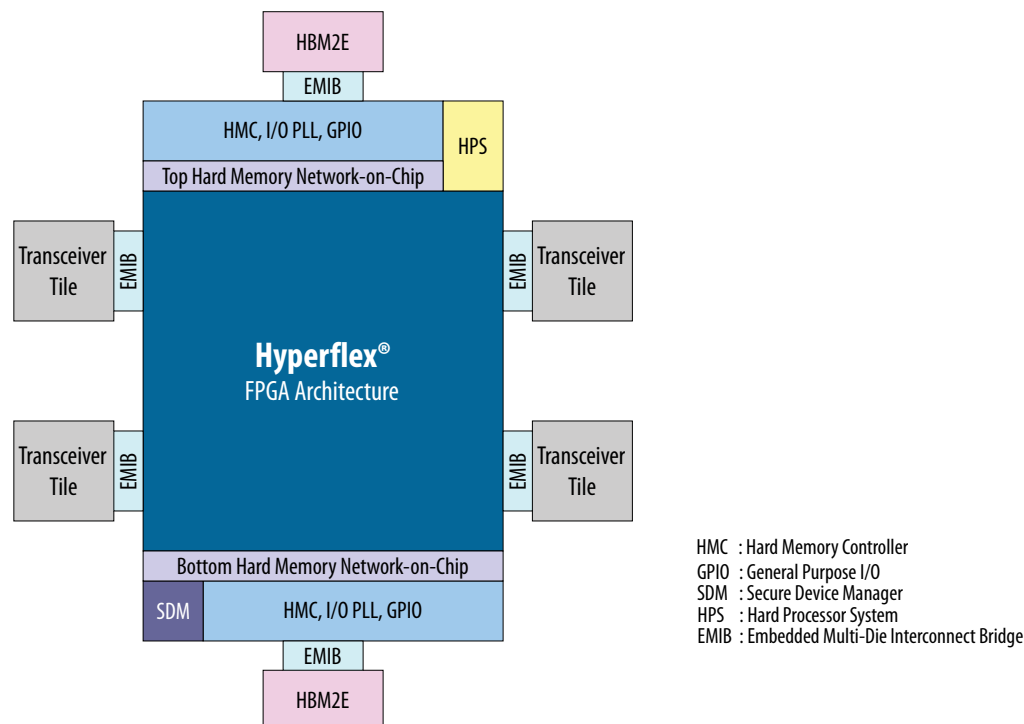 HBM2E
EMIB
HMC, I/O PLL, GPIO
HPS
Top Hard Memory Network-on-Chip
Transceiver
Tile
EMIB
EMIB
Transceiver
Tile
Hyperflex®
FPGA Architecture
Transceiver
Tile
EMIB
EMIB
Transceiver
Tile
Bottom Hard Memory Network-on-Chip
SDM
HMC, I/O PLL, GPIO
EMIB
HBM2E
HMC : Hard Memory Controller
GPIO : General Purpose I/O
SDM : Secure Device Manager
HPS : Hard Processor System
EMIB : Embedded Multi-Die Interconnect Bridge